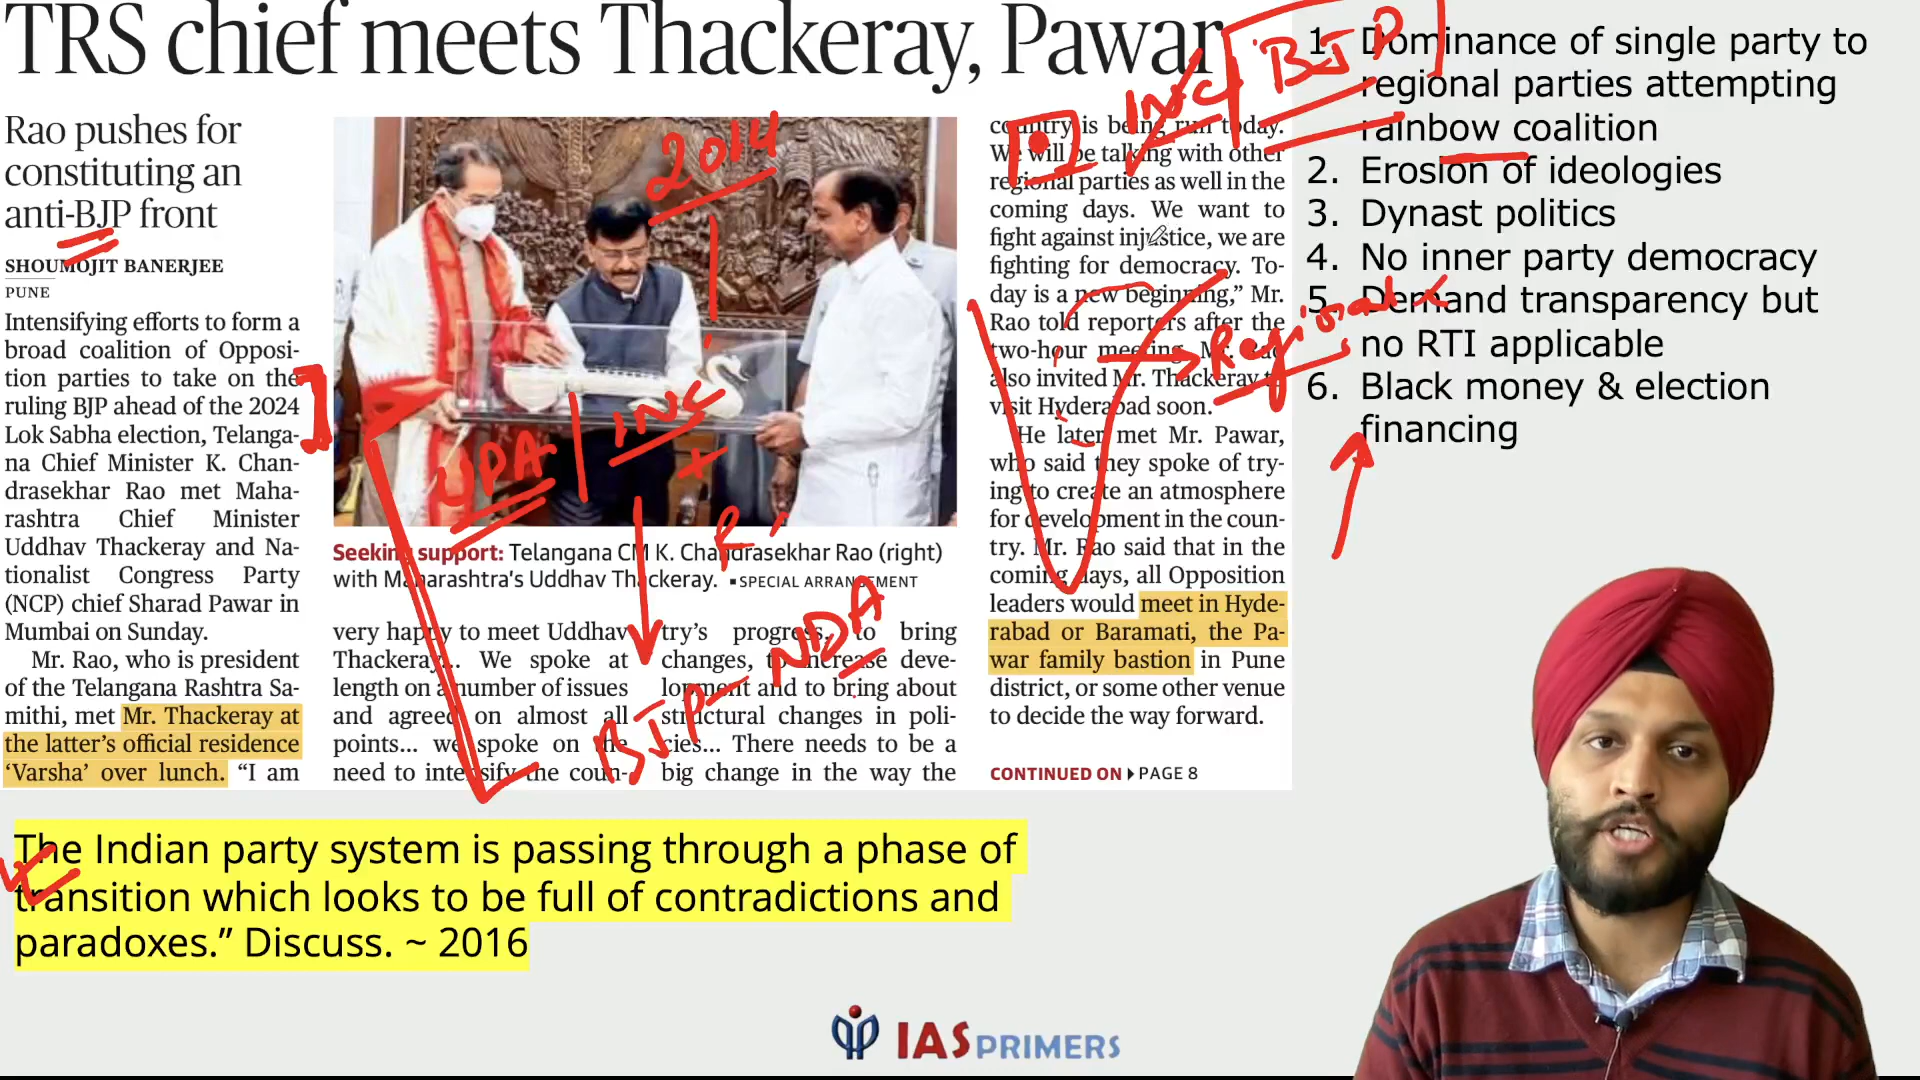 TRS chief meets Thackeray, Pawar
Rao pushes for
constituting an
anti-BJP front
SHOUMOJIT BANERJEE
PUNE
Intensifying efforts to form a
broad coalition of Opposi-
tion parties to take on the
ruling BJP ahead of the 2024
Lok Sabha election, Telanga-
na Chief Minister K. Chan-
drasekhar Rao met Maha-
rashtra Chief Minister
Uddhav Thackeray and Na-
tionalist Congress Party
(NCP) chief Sharad Pawar in
Mumbai on Sunday.
Mr. Rao, who is president
of the Telangana Rashtra Sa-
mithi, met Mr. Thackeray at
the latter's official residence
'Varsha' over lunch. "I am
2014
UPA
INC
+
R
BJP-NDA
Seeking support: Telangana CM K. Chandrasekhar Rao (right)
with Maharashtra's Uddhav Thackeray. ▪SPECIAL ARRANGEMENT
very happy to meet Uddhav
Thackeray... We spoke at
length on a number of issues
and agreed on almost all
points... we spoke on the
need to intensify the coun-
try's progress, to bring
changes, to increase deve-
lopment and to bring about
structural changes in poli-
cies... There needs to be a
big change in the way the
country is being run today.
We will be talking with other
regional parties as well in the
coming days. We want to
fight against injustice, we are
fighting for democracy. To-
day is a new beginning," Mr.
Rao told reporters after the
two-hour meeting. Mr. Rao
also invited Mr. Thackeray to
visit Hyderabad soon.
He later met Mr. Pawar,
who said they spoke of try-
ing to create an atmosphere
for development in the coun-
try. Mr. Rao said that in the
coming days, all Opposition
leaders would meet in Hyde-
rabad or Baramati, the Pa-
war family bastion in Pune
district, or some other venue
to decide the way forward.
CONTINUED ON PAGE 8
INC
BJP
Regional
1. Dominance of single party to
regional parties attempting
rainbow coalition
2. Erosion of ideologies
3. Dynast politics
4. No inner party democracy
5. Demand transparency but
no RTI applicable
6. Black money & election
financing
The Indian party system is passing through a phase of
transition which looks to be full of contradictions and
paradoxes." Discuss. ~ 2016
IAS PRIMERS